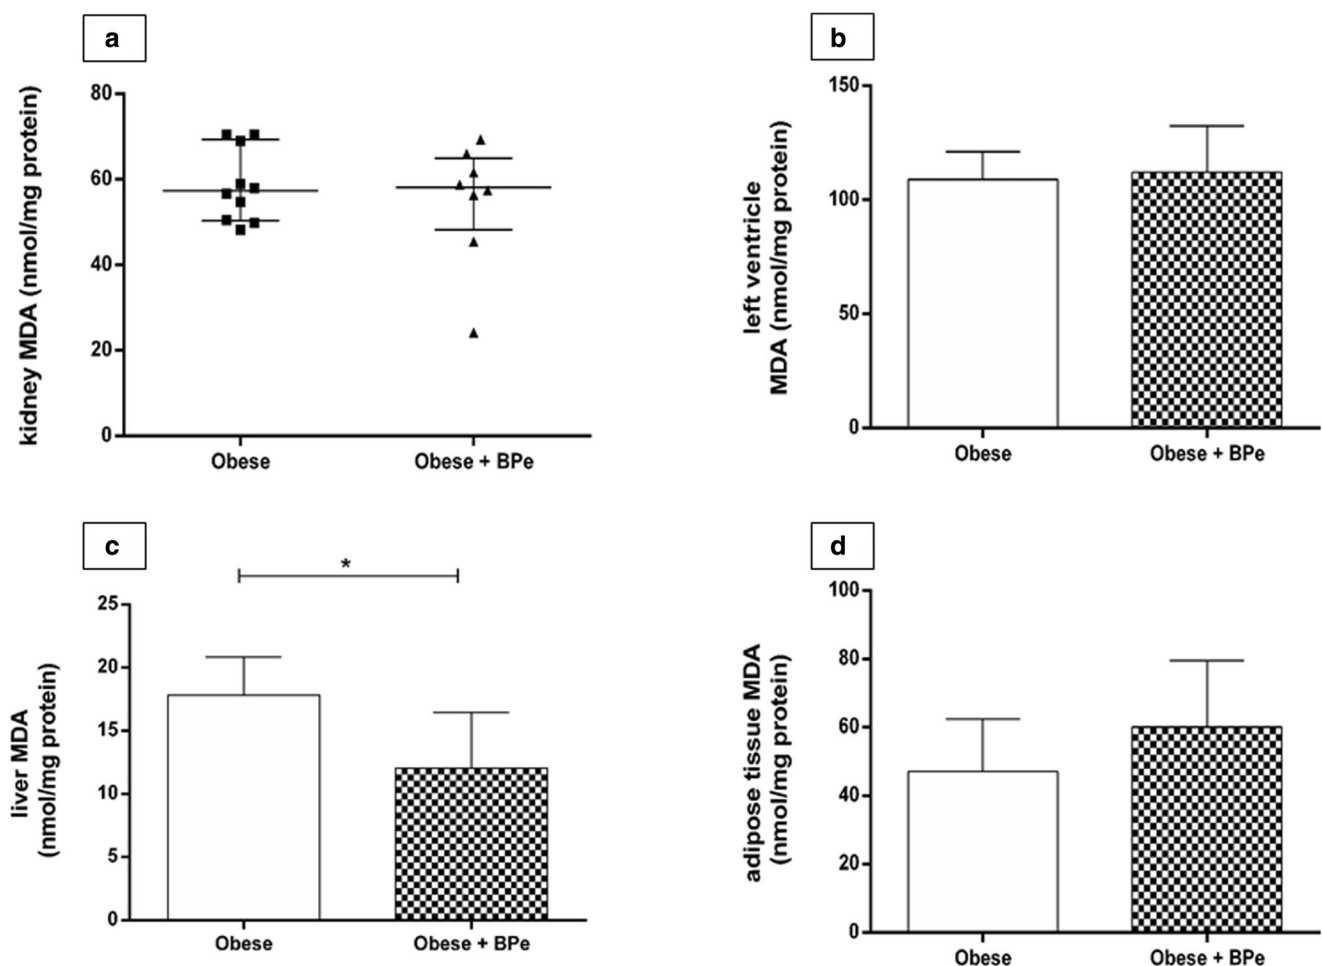 a
kidney MDA (nmol/mg protein)
80
60
40
20
0
Obese
Obese + BPe
b
left ventricle
MDA (nmol/mg protein)
150
100
50
0
Obese
Obese + BPe
c
*
liver MDA
(nmol/mg protein)
25
20
15
10
5
0
Obese
Obese + BPe
d
adipose tissue MDA
(nmol/mg protein)
100
80
60
40
20
0
Obese
Obese + BPe